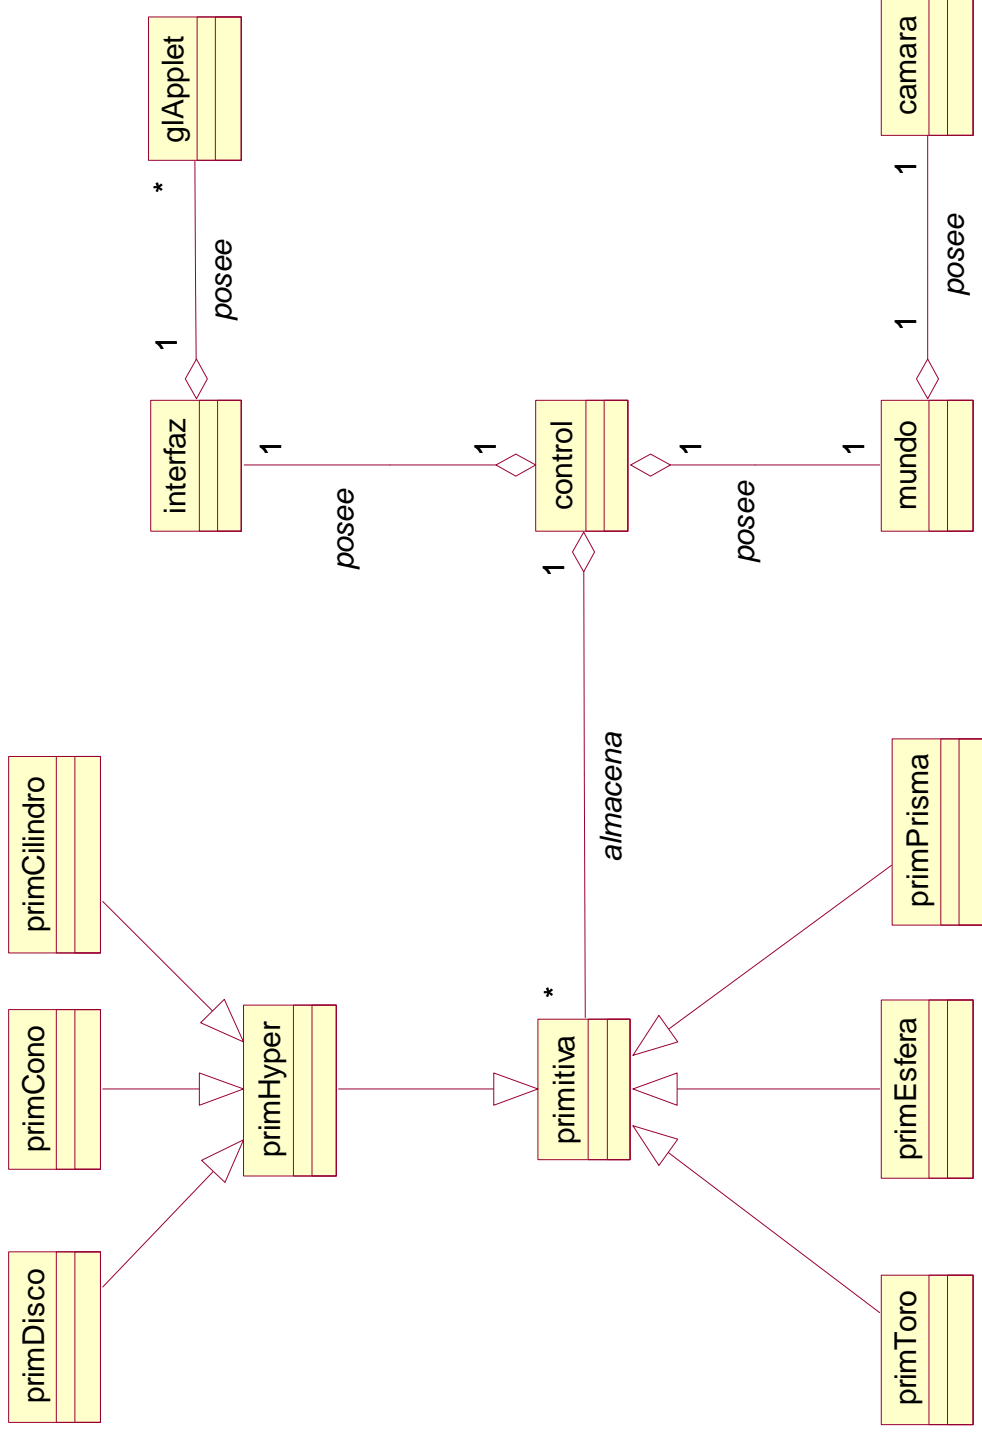 primDisco
primCono
primCilindro
interfaz
1
*
glApplet
posee
primHyper
1
posee
1
primitiva
*
1
control
almacena
1
posee
1
primToro
primEsfera
primPrisma
mundo
1
1
camara
posee